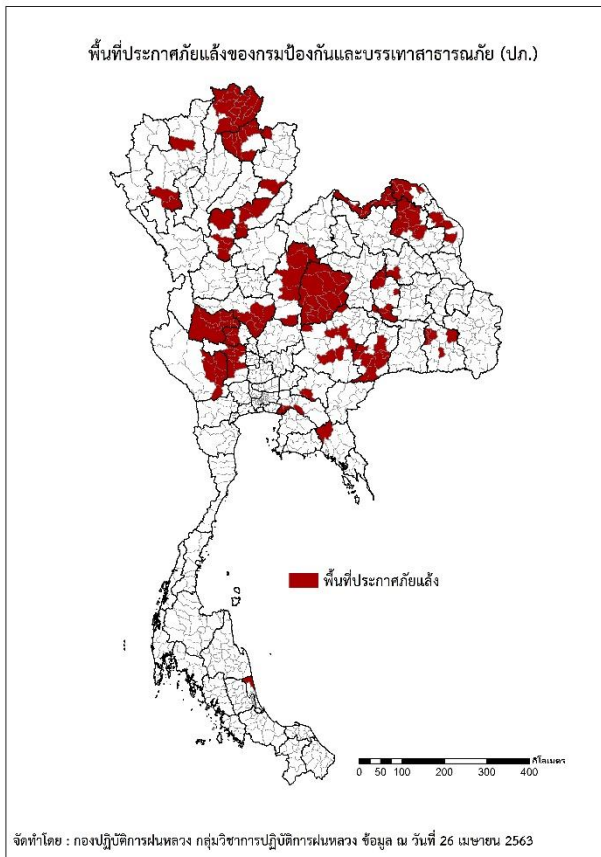 พื้นที่ประกาศภัยแล้งของกรมป้องกันและบรรเทาสาธารณภัย (ปภ.)
พื้นที่ประกาศภัยแล้ง
กิโลเมตร
0 50 100 200 300 400
จัดทำโดย : กองปฏิบัติการฝนหลวง กลุ่มวิชาการปฏิบัติการฝนหลวง ข้อมูล ณ วันที่ 26 เมษายน 2563